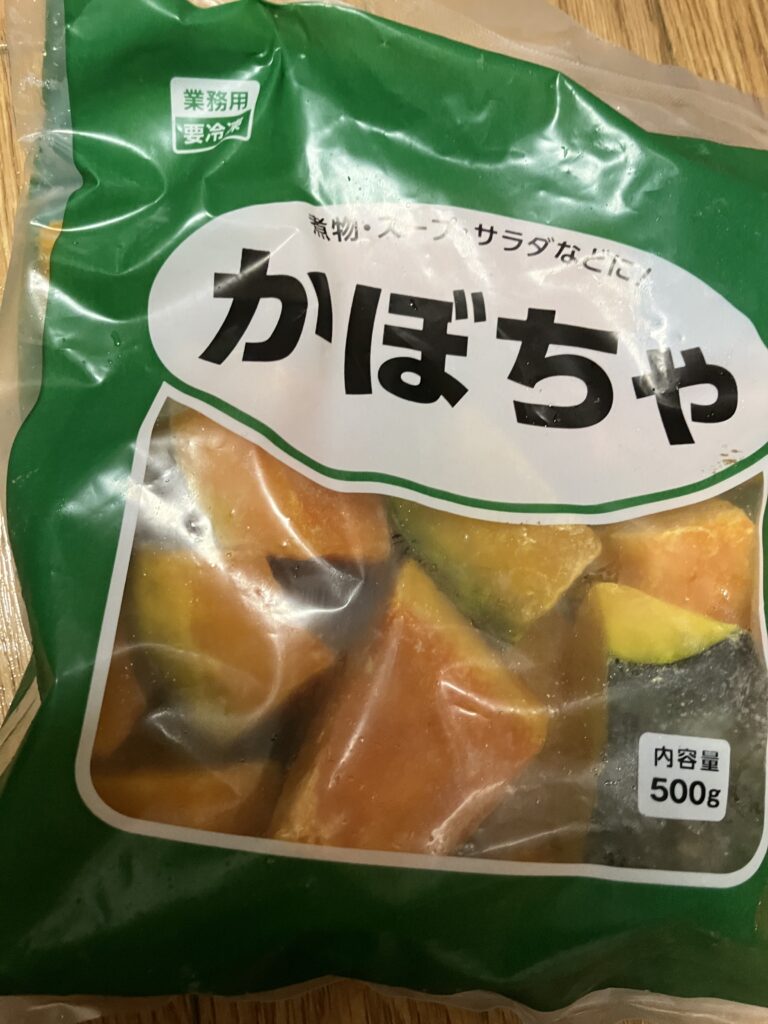 業務用
要冷凍
煮物・スープ・サラダなどに!
かぼちゃ
内容量
500g